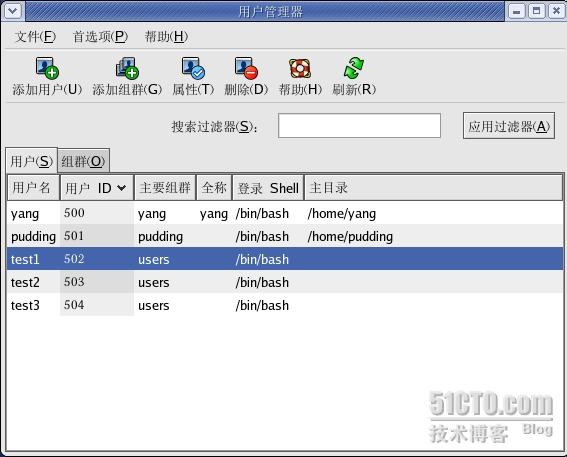 用户管理器
文件(F) 首选项(P) 帮助(H)
添加用户(U) 添加组群(G) 属性(T) 删除(D) 帮助(H) 刷新(R)
搜索过滤器(S): 应用过滤器(A)
用户(S) 组群(O)
用户名 用户 ID 主要组群 全称 登录 Shell 主目录
yang 500 yang yang /bin/bash /home/yang
pudding 501 pudding /bin/bash /home/pudding
test1 502 users /bin/bash
test2 503 users /bin/bash
test3 504 users /bin/bash
51CTO.com
技术博客 Blog